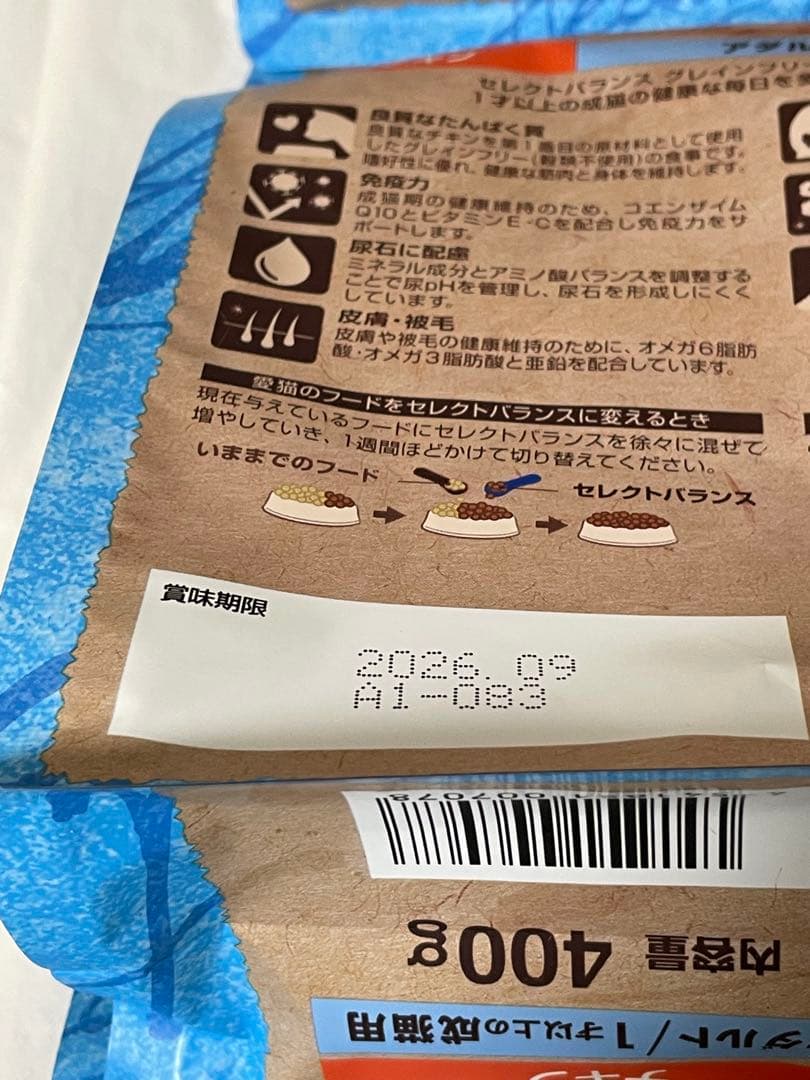 アダル
セレクトバランス グレインフリー
1才以上の成猫の健康な毎日を
良質なたんぱく質
良質なチキンを第1番目の原材料として使用
したグレインフリー(穀類不使用)の食事です。
嗜好性に優れ、健康な筋肉と身体を維持します。
免疫力
成猫期の健康維持のため、コエンザイム
Q10とビタミンE・Cを配合し免疫力をサ
ポートします。
尿石に配慮
ミネラル成分とアミノ酸バランスを調整する
ことで尿pHを管理し、尿石を形成しにくく
しています。
皮膚・被毛
皮膚や被毛の健康維持のために、オメガ6脂肪
酸・オメガ3脂肪酸と亜鉛を配合しています。
愛猫のフードをセレクトバランスに変えるとき
現在与えているフードにセレクトバランスを徐々に混ぜて
増やしていき、1週間ほどかけて切り替えてください。
いままでのフード
セレクトバランス
賞味期限
2026.09
A1-083
007078
内容量 400g
ダルト/1才以上の成猫用
チキン